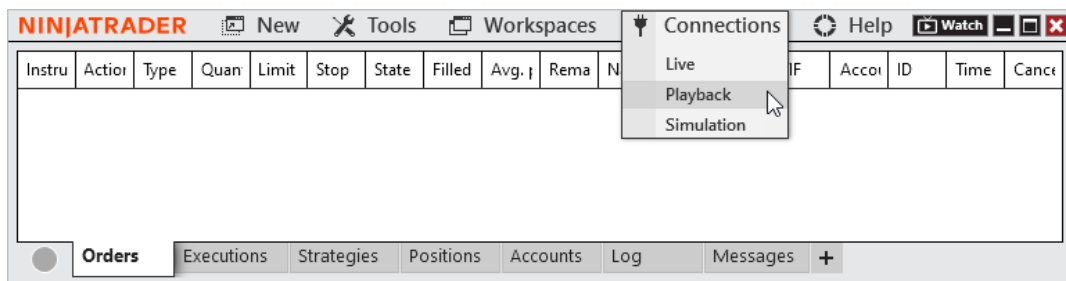 NINJATRADER New Tools Workspaces Connections Help Watch
Instru Action Type Quan Limit Stop State Filled Avg. Rema N IF Accou ID Time Cance
Live
Playback
Simulation
Orders Executions Strategies Positions Accounts Log Messages +